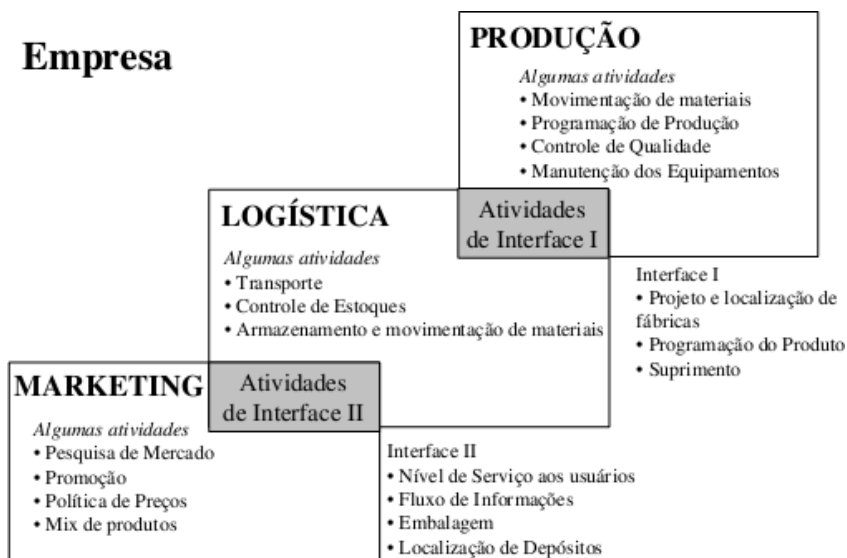 Empresa
PRODUÇÃO
Algumas atividades
• Movimentação de materiais
• Programação de Produção
• Controle de Qualidade
• Manutenção dos Equipamentos
LOGÍSTICA
Atividades
de Interface I
Algumas atividades
• Transporte
• Controle de Estoques
• Armazenamento e movimentação de materiais
Interface I
• Projeto e localização de
fábricas
• Programação do Produto
• Suprimento
MARKETING
Atividades
de Interface II
Algumas atividades
• Pesquisa de Mercado
• Promoção
• Política de Preços
• Mix de produtos
Interface II
• Nível de Serviço aos usuários
• Fluxo de Informações
• Embalagem
• Localização de Depósitos